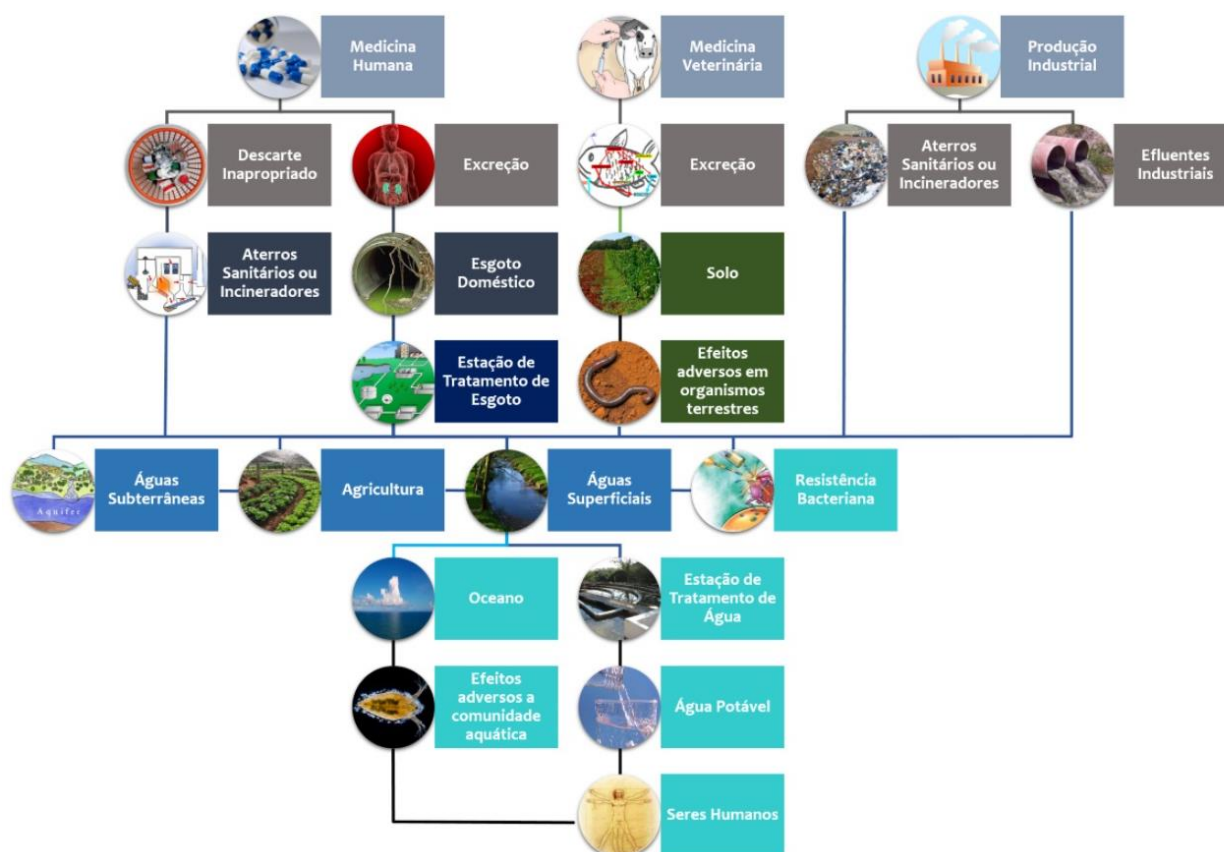 Medicina
Humana
Medicina
Veterinária
Produção
Industrial
Descarte
Inapropriado
Excreção
Excreção
Aterros
Sanitários ou
Incineradores
Efluentes
Industriais
Aterros
Sanitários ou
Incineradores
Esgoto
Doméstico
Solo
Estação de
Tratamento de
Esgoto
Efeitos
adversos em
organismos
terrestres
Aquifer
Águas
Subterrâneas
Agricultura
Águas
Superficiais
Resistência
Bacteriana
Oceano
Estação de
Tratamento de
Água
Efeitos
adversos a
comunidade
aquática
Água Potável
Seres Humanos